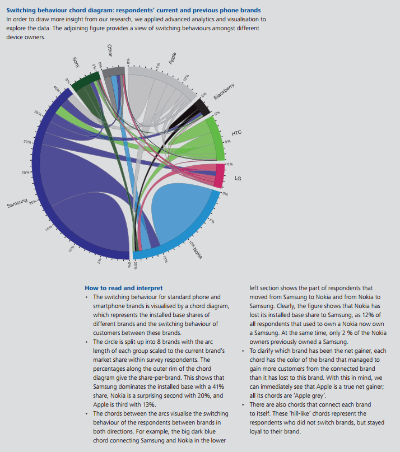 Switching behaviour chord diagram: respondents' current and previous phone brands
In order to draw more insight from our research, we applied advanced analytics and visualisation to
explore the data. The adjoining figure provides a view of switching behaviours amongst different
device owners.
Sony
Other
Apple
Blackberry
HTC
LG
Nokia
Samsung
How to read and interpret
• The switching behaviour for standard phone and
smartphone brands is visualised by a chord diagram,
which represents the installed base shares of
different brands and the switching behaviour of
customers between these brands.
• The circle is split up into 8 brands with the arc
length of each group scaled to the current brand's
market share within survey respondents. The
percentages along the outer rim of the chord
diagram give the share-per-brand. This shows that
Samsung dominates the installed base with a 41%
share, Nokia is a surprising second with 20%, and
Apple is third with 13%.
• The chords between the arcs visualise the switching
behaviour of the respondents between brands in
both directions. For example, the big dark blue
chord connecting Samsung and Nokia in the lower
left section shows the part of respondents that
moved from Samsung to Nokia and from Nokia to
Samsung. Clearly, the figure shows that Nokia has
lost its installed base share to Samsung, as 12% of
all respondents that used to own a Nokia now own
a Samsung. At the same time, only 2 % of the Nokia
owners previously owned a Samsung.
• To clarify which brand has been the net gainer, each
chord has the color of the brand that managed to
gain more customers from the connected brand
than it has lost to this brand. With this in mind, we
can immediately see that Apple is a true net gainer;
all its chords are 'Apple grey'.
• There are also chords that connect each brand
to itself. These 'hill-like' chords represent the
respondents who did not switch brands, but stayed
loyal to their brand.